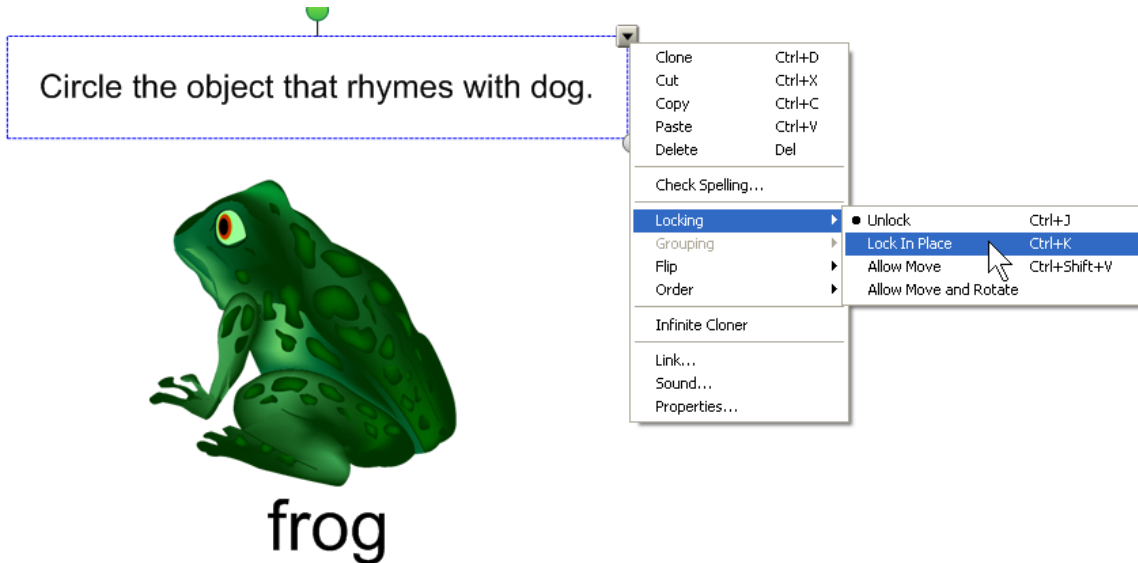 Circle the object that rhymes with dog.
Clone Ctrl+D
Cut Ctrl+X
Copy Ctrl+C
Paste Ctrl+V
Delete Del
Check Spelling...
Locking
Grouping
Flip
Order
Infinite Cloner
Link...
Sound...
Properties...
Unlock Ctrl+J
Lock In Place Ctrl+K
Allow Move Ctrl+Shift+V
Allow Move and Rotate
frog